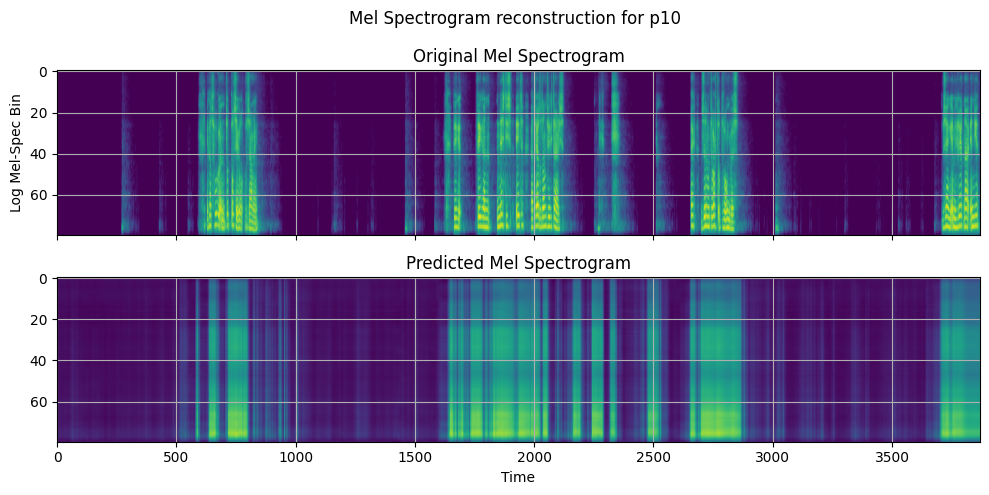 Mel Spectrogram reconstruction for p10
Original Mel Spectrogram
Log Mel-Spec Bin
0
20
40
60
Predicted Mel Spectrogram
0
20
40
60
0 500 1000 1500 2000 2500 3000 3500
Time